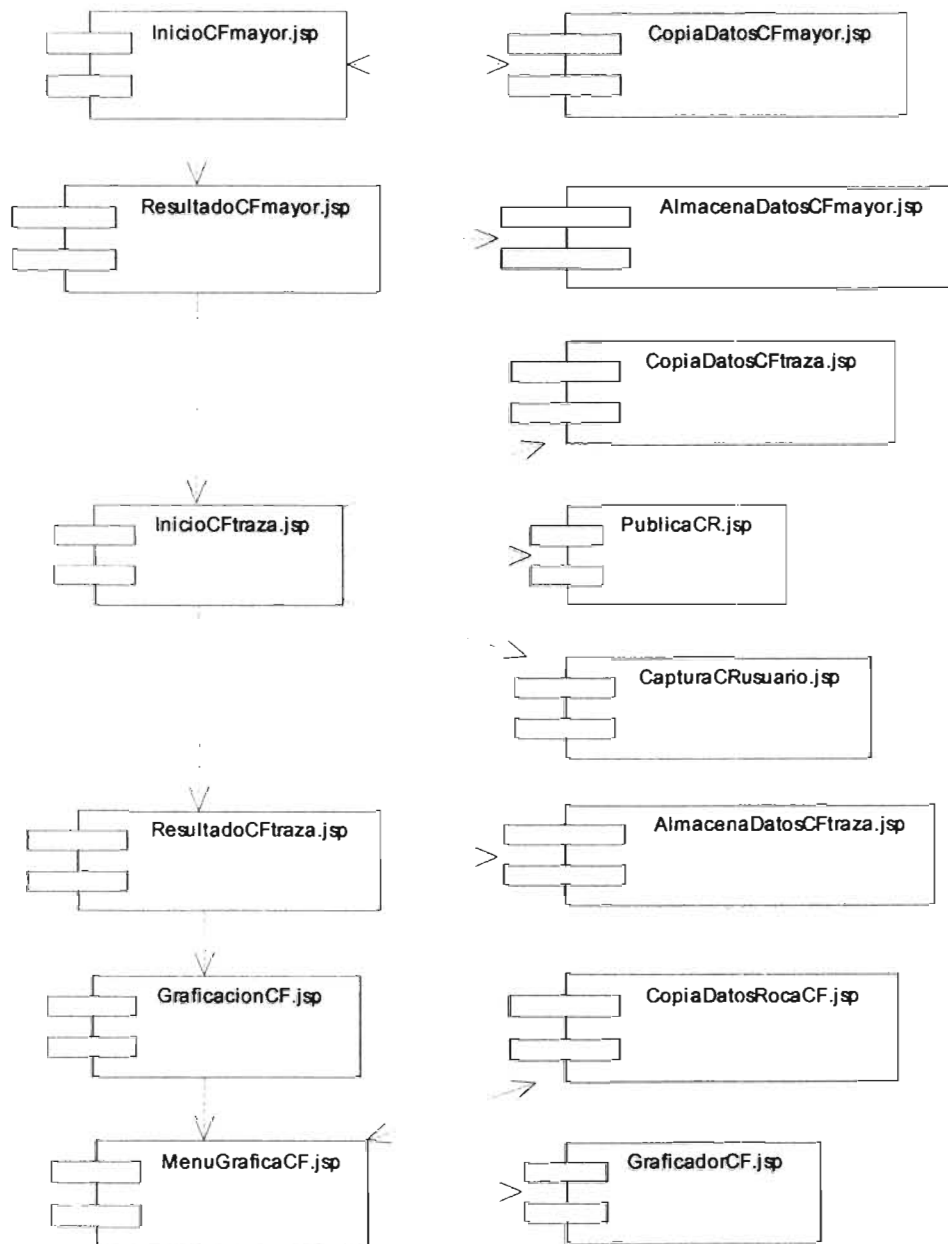 InicioCFmayor.jsp
CopiaDatosCFmayor.jsp
ResultadoCFmayor.jsp
AlmacenaDatosCFmayor.jsp
CopiaDatosCFtraza.jsp
InicioCFtraza.jsp
PublicaCR.jsp
CapturaCRusuario.jsp
ResultadoCFtraza.jsp
AlmacenaDatosCFtraza.jsp
GraficacionCF.jsp
CopiaDatosRocaCF.jsp
MenuGraficaCF.jsp
GraficadorCF.jsp